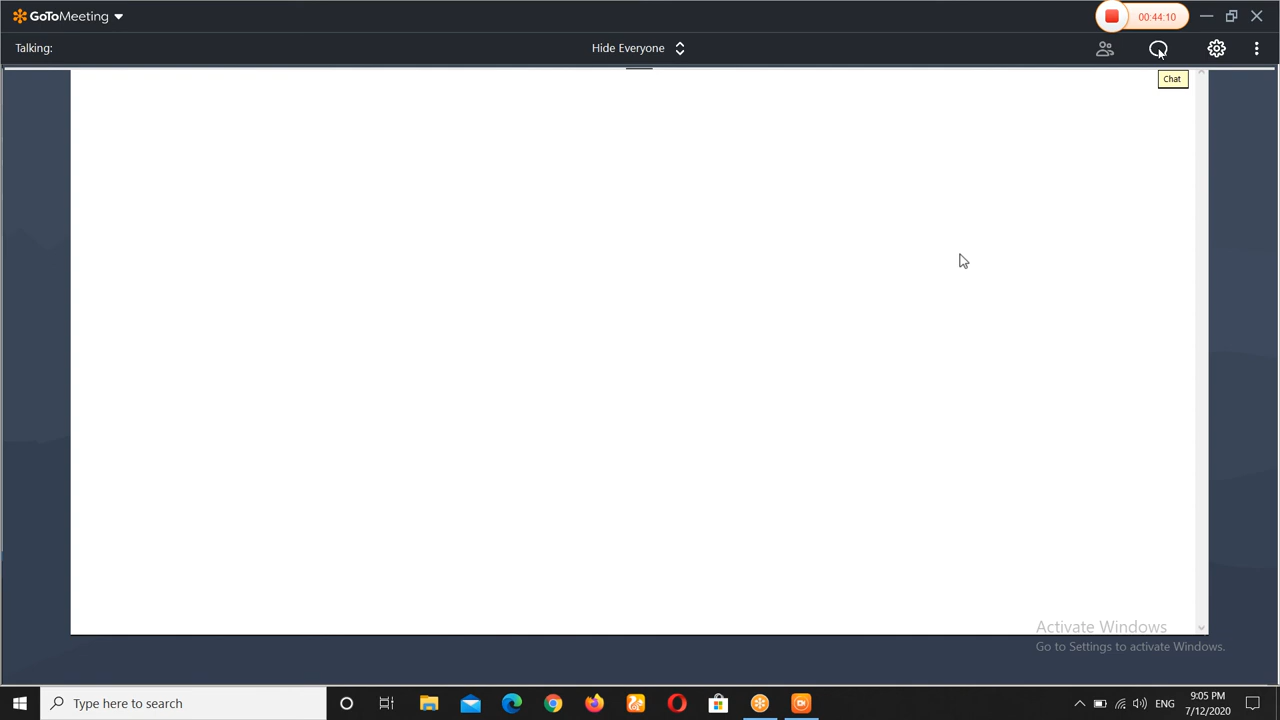 GoToMeeting
00:44:10
Talking:
Hide Everyone
Chat
Activate Windows
Go to Settings to activate Windows.
Type here to search
ENG
9:05 PM
7/12/2020